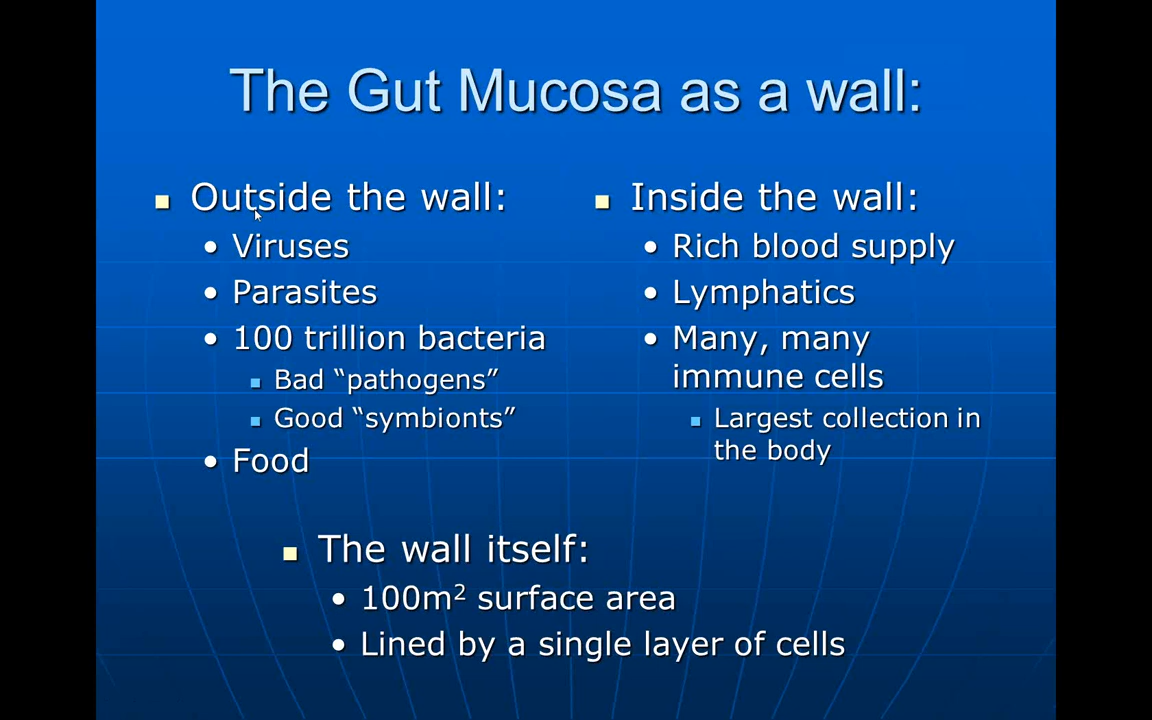 The Gut Mucosa as a wall:
Outside the wall:
Viruses
Parasites
100 trillion bacteria
Bad “pathogens”
Good “symbionts”
Food
Inside the wall:
Rich blood supply
Lymphatics
Many, many
immune cells
Largest collection in
the body
The wall itself:
100m² surface area
Lined by a single layer of cells